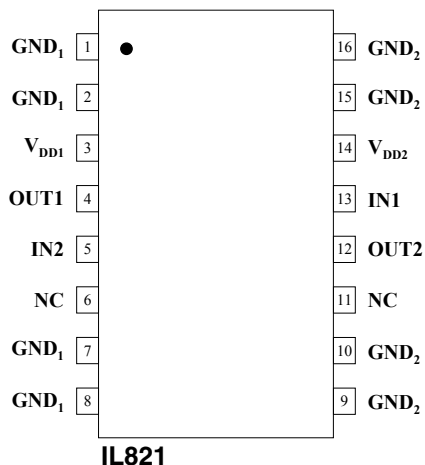 GND1 1 16 GND2
GND1 2 15 GND2
VDD1 3 14 VDD2
OUT1 4 13 IN1
IN2 5 12 OUT2
NC 6 11 NC
GND1 7 10 GND2
GND1 8 9 GND2
IL821